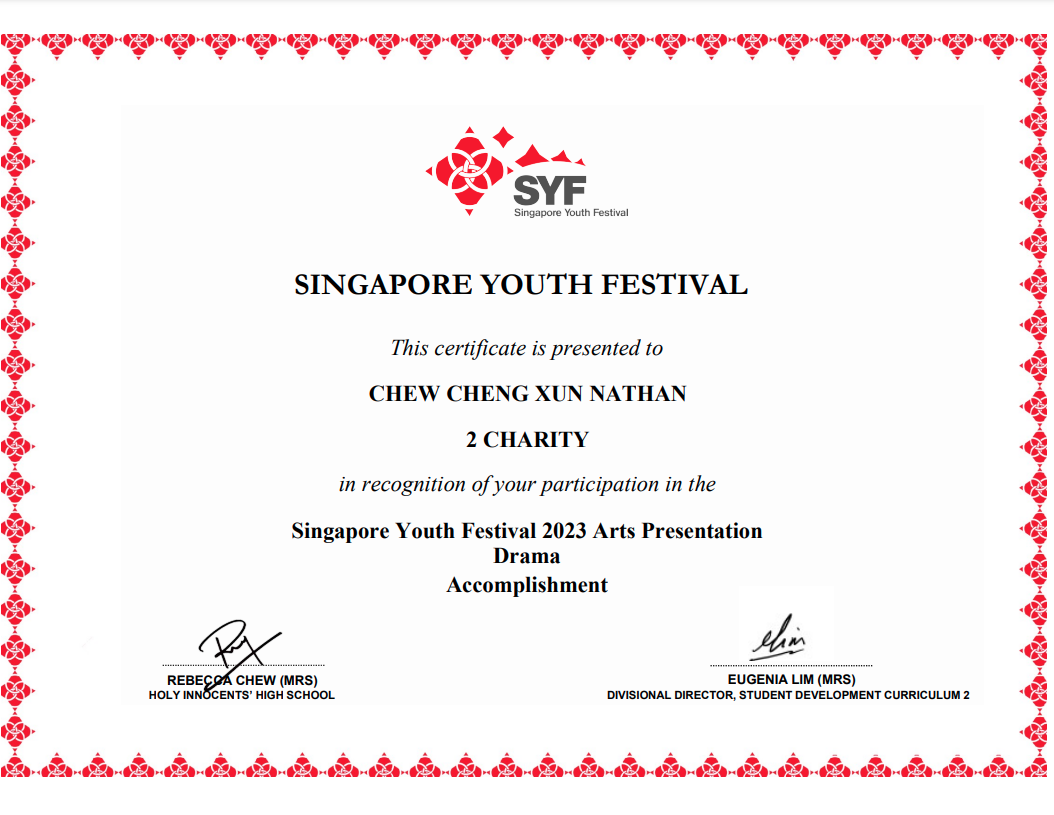 SYF
Singapore Youth Festival
SINGAPORE YOUTH FESTIVAL
This certificate is presented to
CHEW CHENG XUN NATHAN
2 CHARITY
in recognition of your participation in the
Singapore Youth Festival 2023 Arts Presentation
Drama
Accomplishment
REBECCA CHEW (MRS)
HOLY INNOCENTS' HIGH SCHOOL
EUGENIA LIM (MRS)
DIVISIONAL DIRECTOR, STUDENT DEVELOPMENT CURRICULUM 2